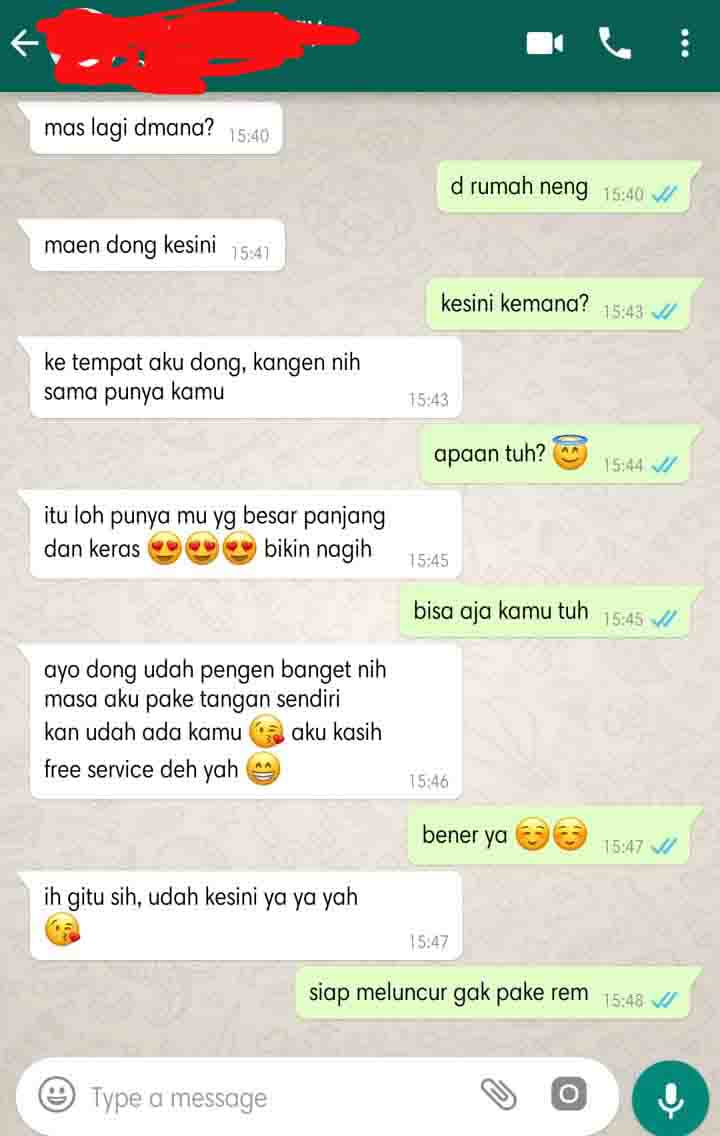 mas lagi dmana? 15:40
d rumah neng 15:40
maen dong kesini 15:41
kesini kemana? 15:43
ke tempat aku dong, kangen nih
sama punya kamu 15:43
apaan tuh? 😇 15:44
itu loh punya mu yg besar panjang
dan keras 😍😍😍 bikin nagih 15:45
bisa aja kamu tuh 15:45
ayo dong udah pengen banget nih
masa aku pake tangan sendiri
kan udah ada kamu 😘 aku kasih
free service deh yah 😁 15:46
bener ya ☺️☺️ 15:47
ih gitu sih, udah kesini ya ya yah
😘 15:47
siap meluncur gak pake rem 15:48
Type a message